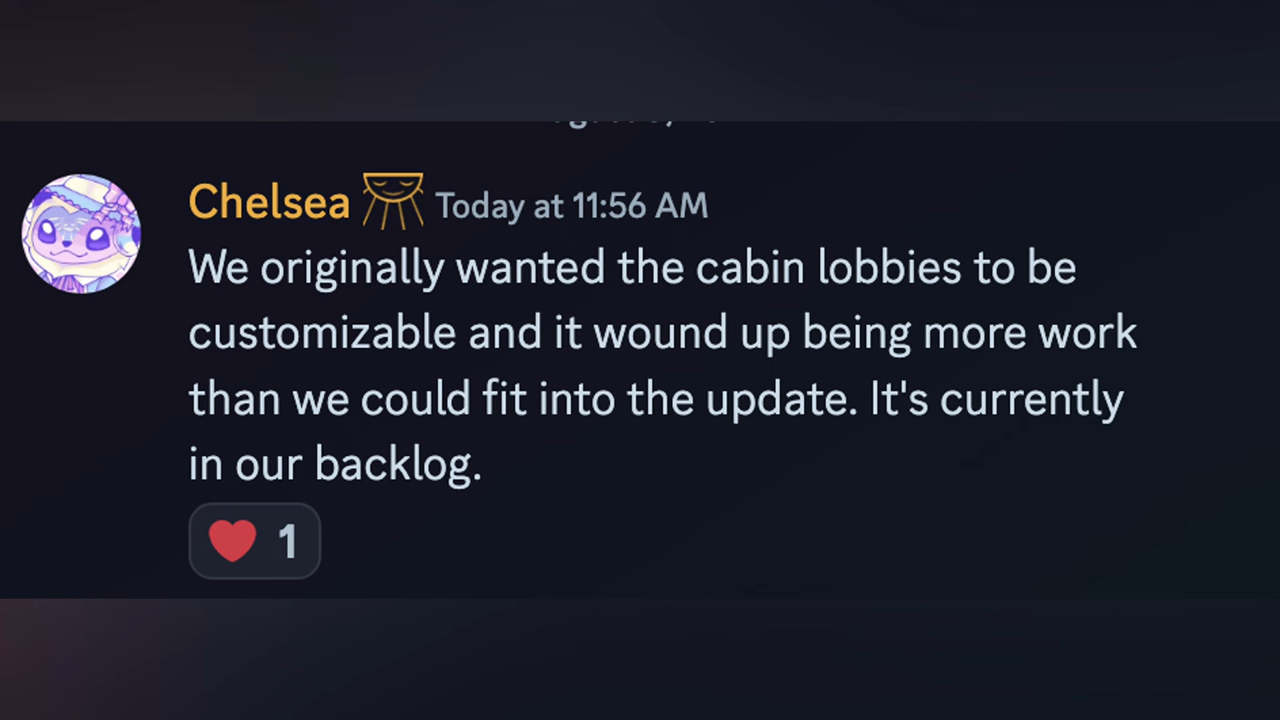 Chelsea Today at 11:56 AM
We originally wanted the cabin lobbies to be
customizable and it wound up being more work
than we could fit into the update. It's currently
in our backlog.
1